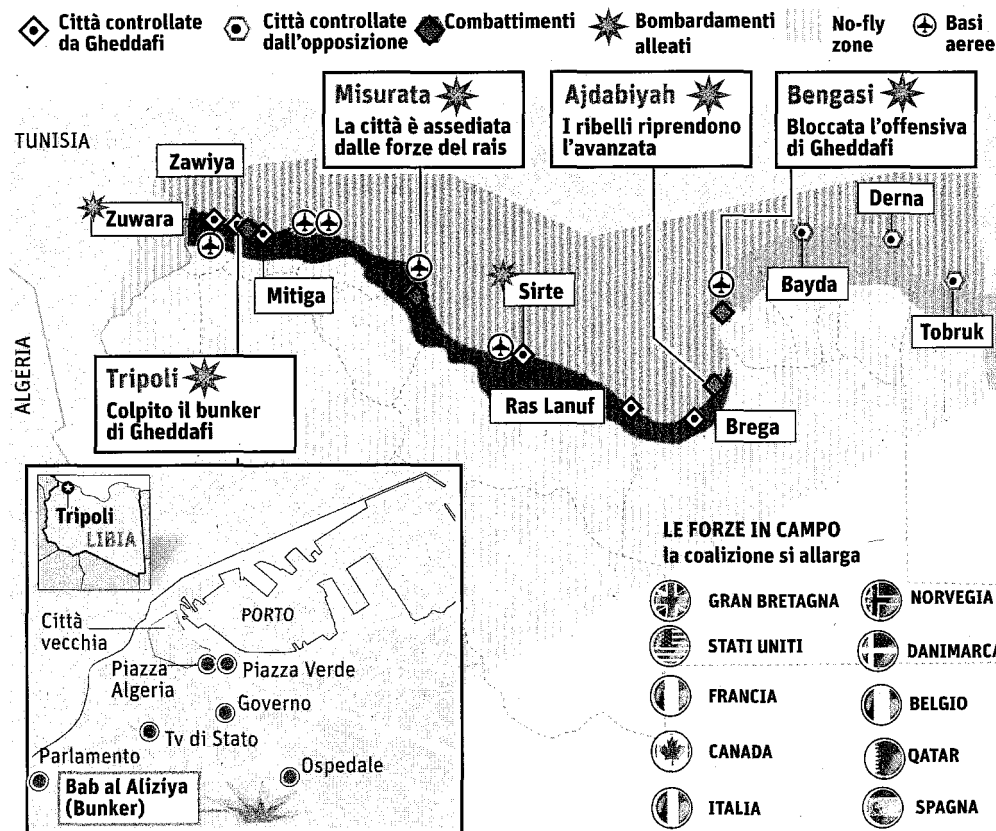 Città controllate
da Gheddafi
Città controllate
dall'opposizione
Combattimenti
Bombardamenti
alleati
No-fly
zone
Basi
aeree
Misurata
La città è assediata
dalle forze del rais
Ajdabiyah
I ribelli riprendono
l'avanzata
Bengasi
Bloccata l'offensiva
di Gheddafi
TUNISIA
Zawiya
Zuwara
Mitiga
Sirte
Derna
Bayda
Tobruk
ALGERIA
Tripoli
Colpito il bunker
di Gheddafi
Ras Lanuf
Brega
Tripoli
LIBIA
PORTO
Città
vecchia
Piazza
Algeria
Piazza Verde
Governo
Tv di Stato
Parlamento
Ospedale
Bab al Aliziya
(Bunker)
LE FORZE IN CAMPO
la coalizione si allarga
GRAN BRETAGNA
NORVEGIA
STATI UNITI
DANIMARCA
FRANCIA
BELGIO
CANADA
QATAR
ITALIA
SPAGNA